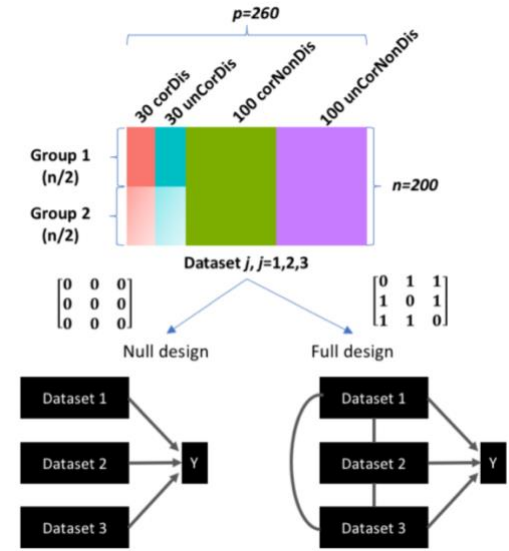 p=260
30 corDis
30 unCorDis
100 corNonDis
100 unCorNonDis
Group 1
(n/2)
Group 2
(n/2)
n=200
Dataset j, j=1,2,3
0 0 0
0 0 0
0 0 0
0 1 1
1 0 1
1 1 0
Null design
Full design
Dataset 1
Dataset 2
Dataset 3
Y
Dataset 1
Dataset 2
Dataset 3
Y